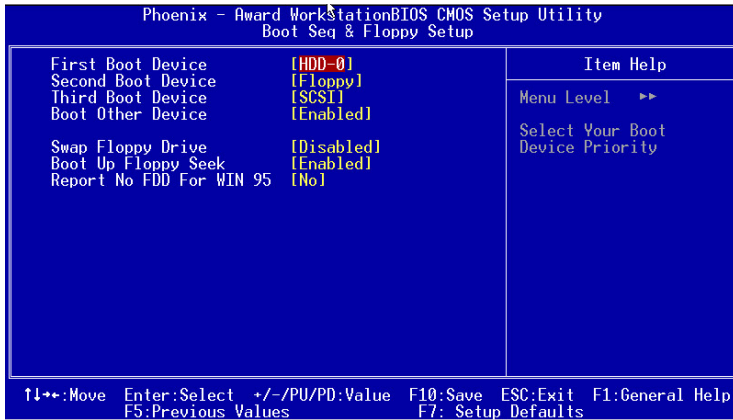 Phoenix - Award WorkstationBIOS CMOS Setup Utility
Boot Seq & Floppy Setup
First Boot Device [HDD-0]
Second Boot Device [Floppy]
Third Boot Device [SCSI]
Boot Other Device [Enabled]
Swap Floppy Drive [Disabled]
Boot Up Floppy Seek [Enabled]
Report No FDD For WIN 95 [No]
Item Help
Menu Level ▸▸
Select Your Boot
Device Priority
↑↓→←:Move Enter:Select +/-/PU/PD:Value F10:Save ESC:Exit F1:General Help
F5:Previous Values F7: Setup Defaults